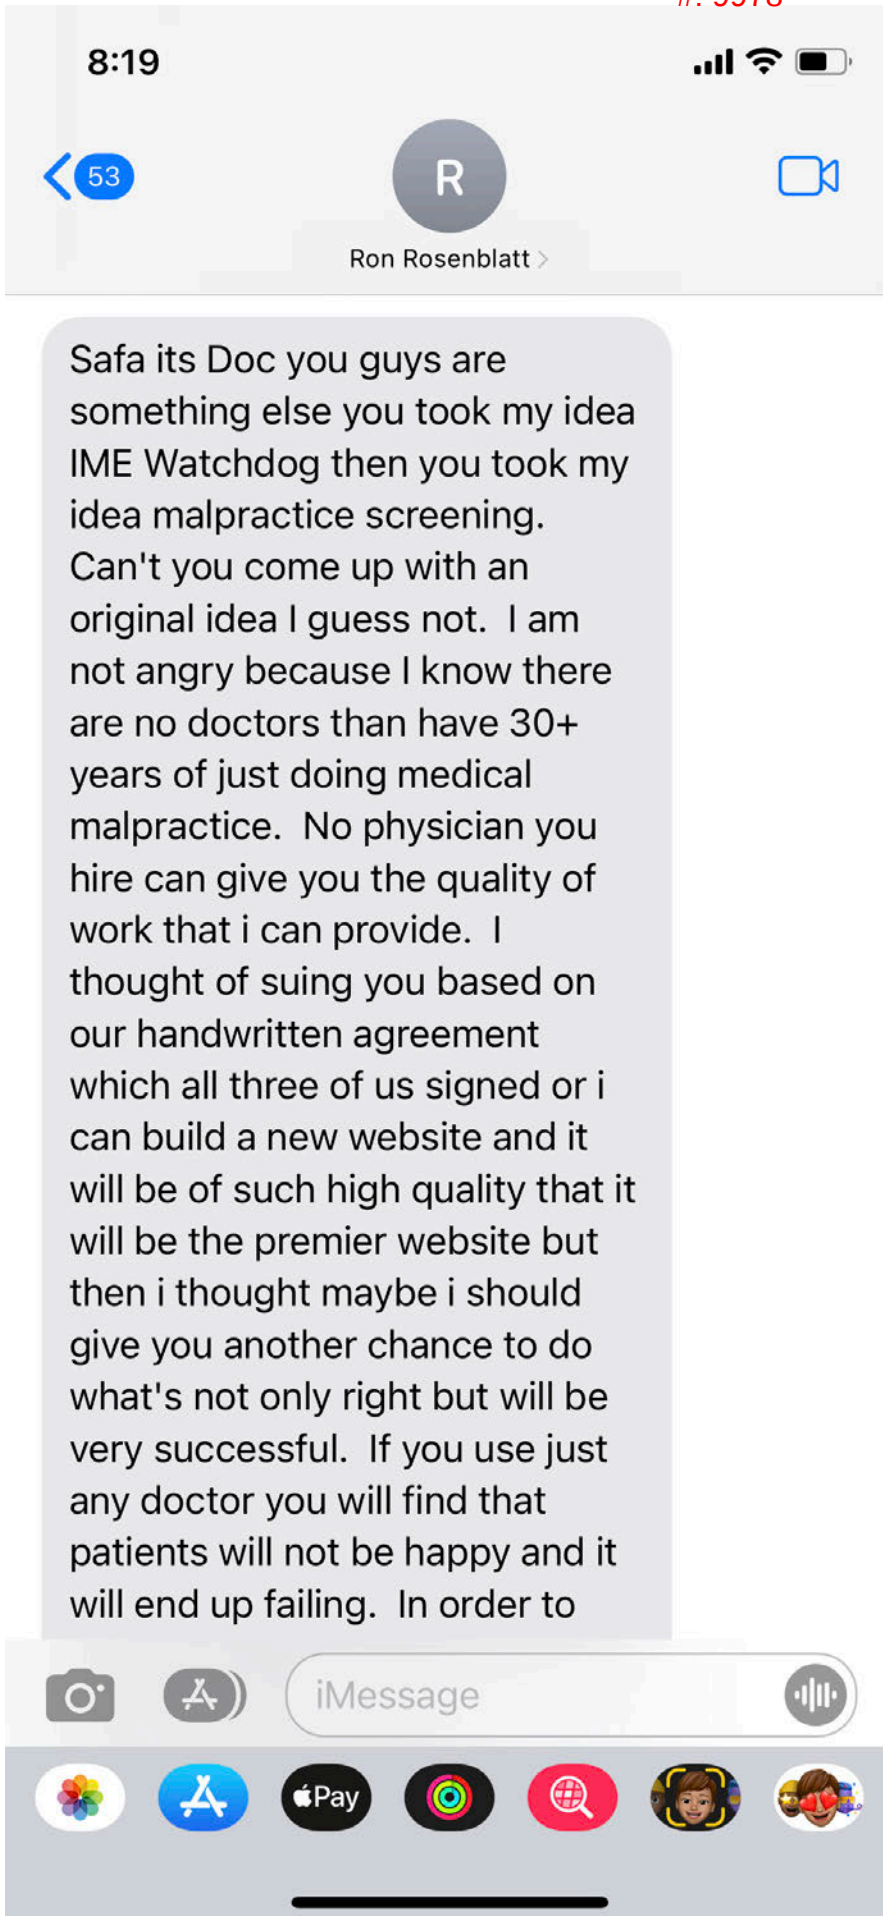 8:19
53
R
Ron Rosenblatt
Safa its Doc you guys are
something else you took my idea
IME Watchdog then you took my
idea malpractice screening.
Can't you come up with an
original idea I guess not.  I am
not angry because I know there
are no doctors than have 30+
years of just doing medical
malpractice.  No physician you
hire can give you the quality of
work that i can provide.  I
thought of suing you based on
our handwritten agreement
which all three of us signed or i
can build a new website and it
will be of such high quality that it
will be the premier website but
then i thought maybe i should
give you another chance to do
what's not only right but will be
very successful.  If you use just
any doctor you will find that
patients will not be happy and it
will end up failing.  In order to
iMessage
Pay